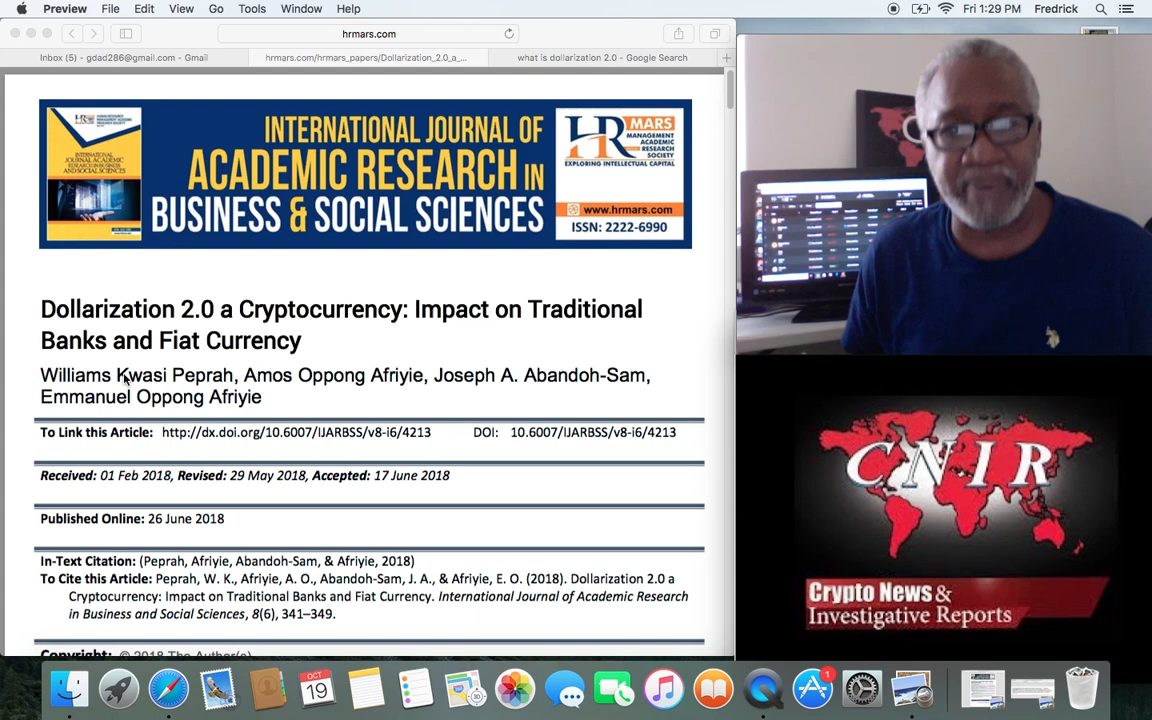 Preview File Edit View Go Tools Window Help
Fri 1:29 PM Fredrick
hrmars.com
Inbox (5) - gdad286@gmail.com - Gmail
hrmars.com/hrmars_papers/Dollarization_2.0_a_...
what is dollarization 2.0 - Google Search
INTERNATIONAL JOURNAL OF
ACADEMIC RESEARCH IN
BUSINESS & SOCIAL SCIENCES
HR MARS
MANAGEMENT
ACADEMIC
RESEARCH
SOCIETY
EXPLORING INTELLECTUAL CAPITAL
www.hrmars.com
ISSN: 2222-6990
Dollarization 2.0 a Cryptocurrency: Impact on Traditional
Banks and Fiat Currency
Williams Kwasi Peprah, Amos Oppong Afriyie, Joseph A. Abandoh-Sam,
Emmanuel Oppong Afriyie
To Link this Article: http://dx.doi.org/10.6007/IJARBSS/v8-i6/4213 DOI: 10.6007/IJARBSS/v8-i6/4213
Received: 01 Feb 2018, Revised: 29 May 2018, Accepted: 17 June 2018
Published Online: 26 June 2018
In-Text Citation: (Peprah, Afriyie, Abandoh-Sam, & Afriyie, 2018)
To Cite this Article: Peprah, W. K., Afriyie, A. O., Abandoh-Sam, J. A., & Afriyie, E. O. (2018). Dollarization 2.0 a
Cryptocurrency: Impact on Traditional Banks and Fiat Currency. International Journal of Academic Research
in Business and Social Sciences, 8(6), 341–349.
Copyright: © 2018 The Author(s)
CNIR
Crypto News &
Investigative Reports
OCT
19
1